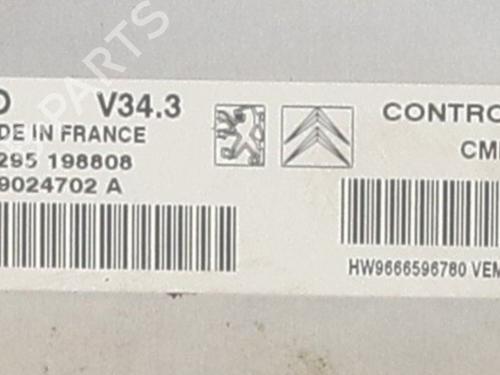 V34.3
DE IN FRANCE
295 198808
9024702 A
CONTRO
CM
HW9666596780 VEM
PARTS